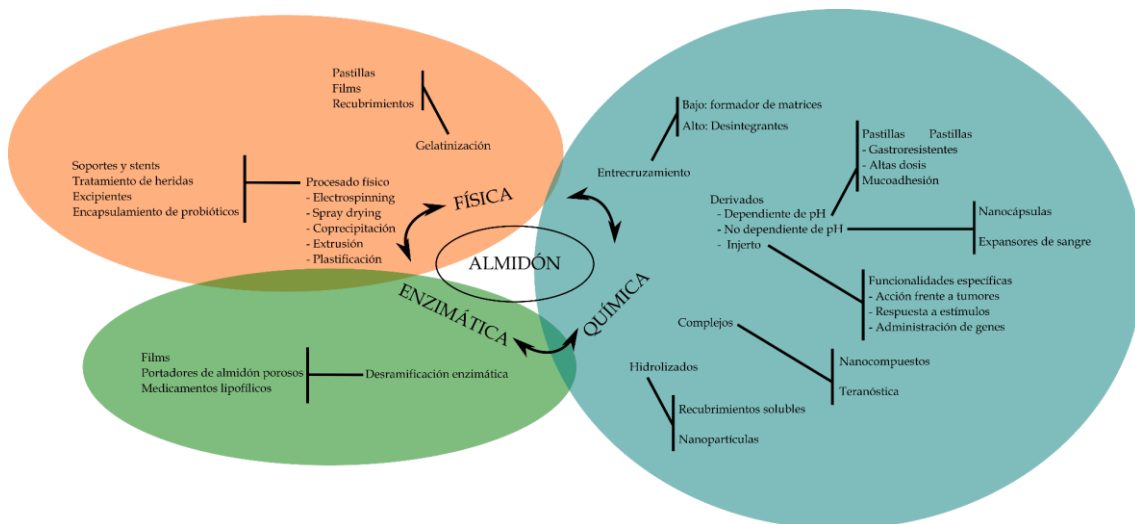 Pastillas
Films
Recubrimientos
Gelatinización
Soportes y stents
Tratamiento de heridas
Excipientes
Encapsulamiento de probióticos
Procesado físico
- Electrospinning
- Spray drying
- Coprecipitación
- Extrusión
- Plastificación
FÍSICA
ALMIDÓN
ENZIMÁTICA
QUÍMICA
Films
Portadores de almidón porosos
Medicamentos lipofílicos
Desramificación enzimática
Bajo: formador de matrices
Alto: Desintegrantes
Entrecruzamiento
Pastillas Pastillas
- Gastroresistentes
- Altas dosis
Mucoadhesión
Derivados
- Dependiente de pH
- No dependiente de pH
- Injerto
Nanocápsulas
Expansores de sangre
Funcionalidades específicas
- Acción frente a tumores
- Respuesta a estímulos
- Administración de genes
Complejos
Nanocompuestos
Teranóstica
Hidrolizados
Recubrimientos solubles
Nanopartículas